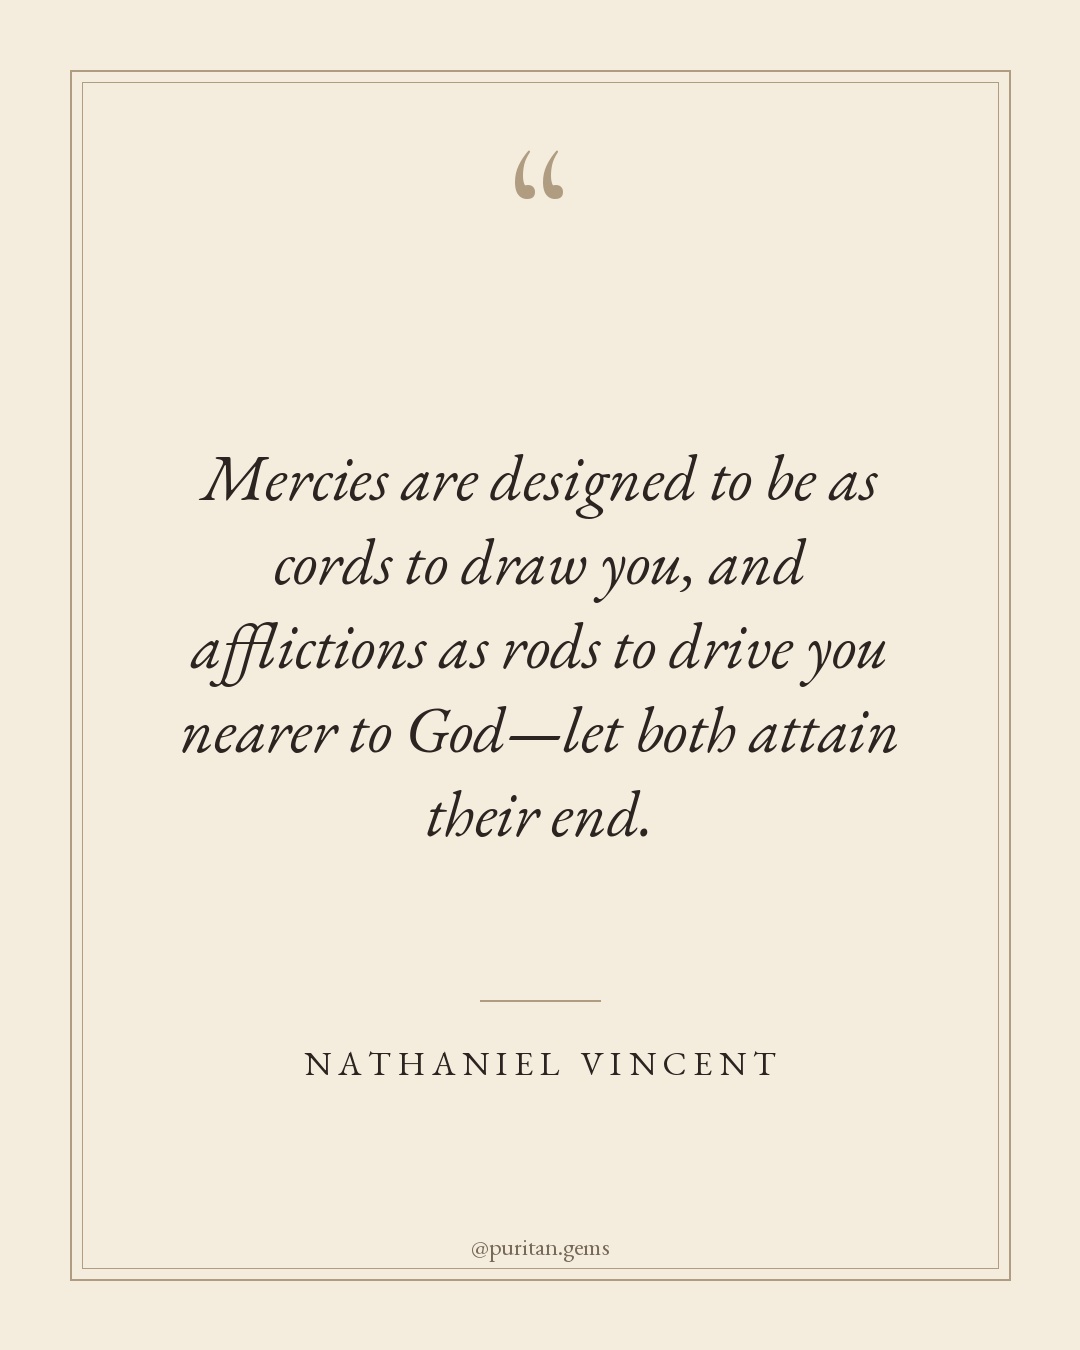 “
Mercies are designed to be as
cords to draw you, and
afflictions as rods to drive you
nearer to God—let both attain
their end.
NATHANIEL VINCENT
@puritan.gems